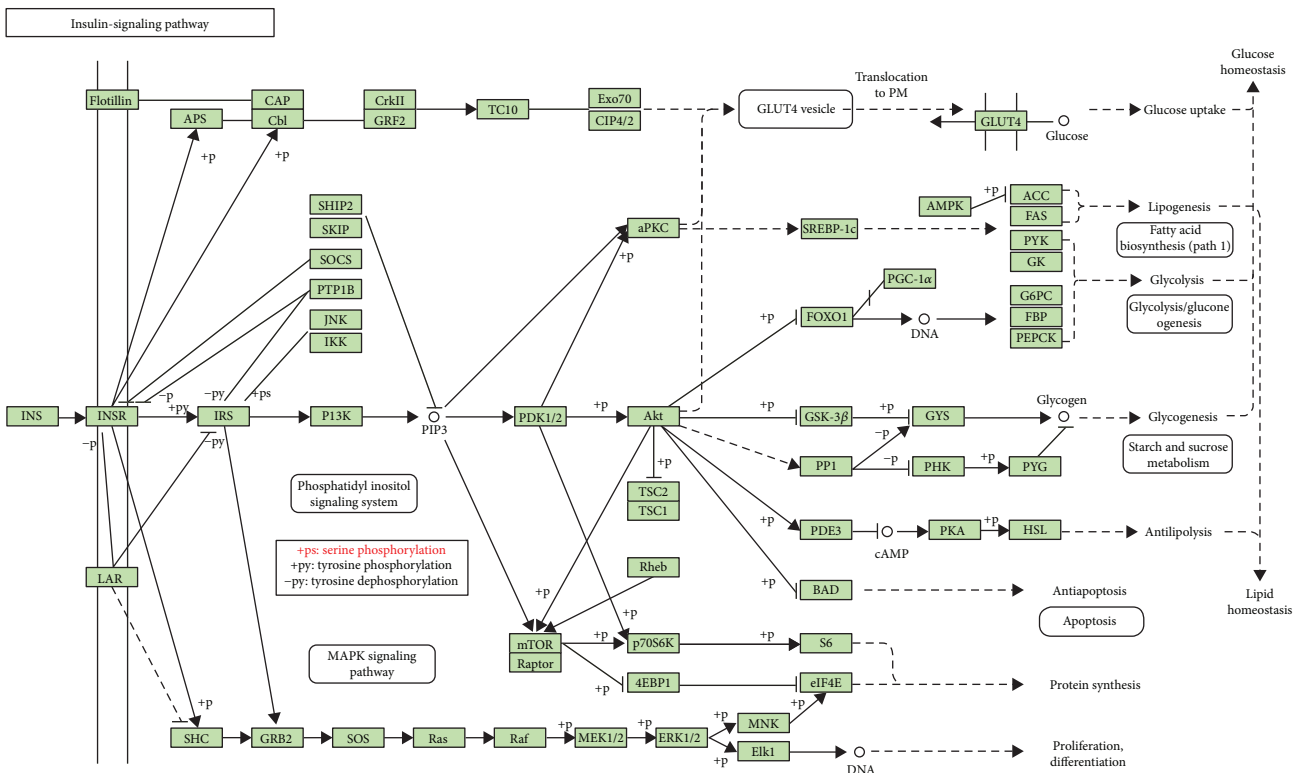 Insulin-signaling pathway
Glucose
homeostasis
Flotillin
CAP
Cbl
APS
CrkII
GRF2
TC10
Exo70
CIP4/2
GLUT4 vesicle
Translocation
to PM
GLUT4
Glucose
Glucose uptake
+p
+p
SHIP2
SKIP
SOCS
PTP1B
JNK
IKK
aPKC
+p
SREBP-1c
AMPK
+p
ACC
FAS
PYK
GK
Lipogenesis
Fatty acid
biosynthesis (path 1)
PGC-1α
FOXO1
+p
DNA
G6PC
FBP
PEPCK
Glycolysis
Glycolysis/glucone
ogenesis
−p
+py
−py
+ps
INS
INSR
IRS
P13K
PIP3
PDK1/2
+p
Akt
+p
GSK-3β
+p
GYS
Glycogen
Glycogenesis
−p
−py
−p
PP1
−p
PHK
+p
PYG
Starch and sucrose
metabolism
Phosphatidyl inositol
signaling system
+p
TSC2
TSC1
+p
PDE3
cAMP
PKA
+p
HSL
Antilipolysis
+ps: serine phosphorylation
+py: tyrosine phosphorylation
−py: tyrosine dephosphorylation
LAR
Rheb
+p
BAD
Antiapoptosis
Apoptosis
Lipid
homeostasis
+p
+p
mTOR
Raptor
+p
p70S6K
+p
S6
MAPK signaling
pathway
+p
4EBP1
eIF4E
Protein synthesis
+p
SHC
GRB2
SOS
Ras
Raf
+p
MEK1/2
+p
ERK1/2
+p
MNK
+p
+p
Elk1
DNA
Proliferation,
differentiation